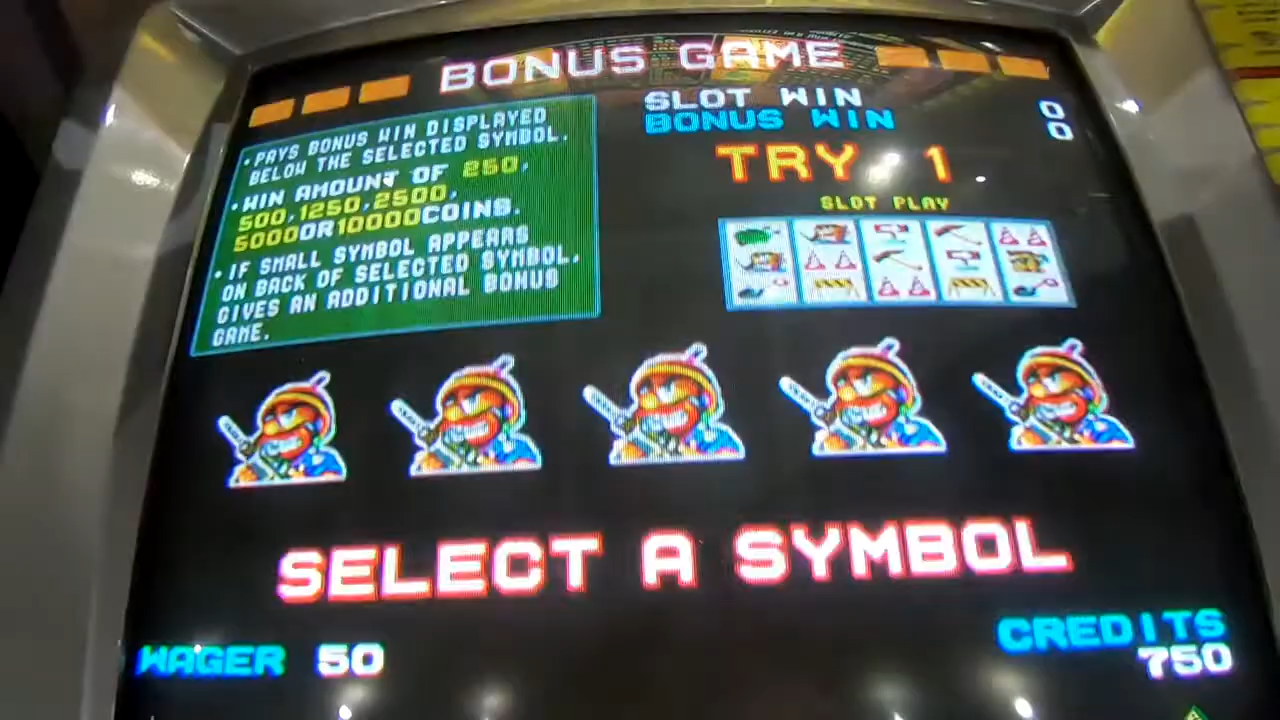 BONUS GAME
• PAYS BONUS WIN DISPLAYED
BELOW THE SELECTED SYMBOL.
• WIN AMOUNT OF 250,
500,1250,2500,
5000OR10000COINS.
• IF SMALL SYMBOL APPEARS
ON BACK OF SELECTED SYMBOL,
GIVES AN ADDITIONAL BONUS
GAME.
SLOT WIN 0
BONUS WIN 0
TRY : 1
SLOT PLAY
SELECT A SYMBOL
WAGER 50
CREDITS
750